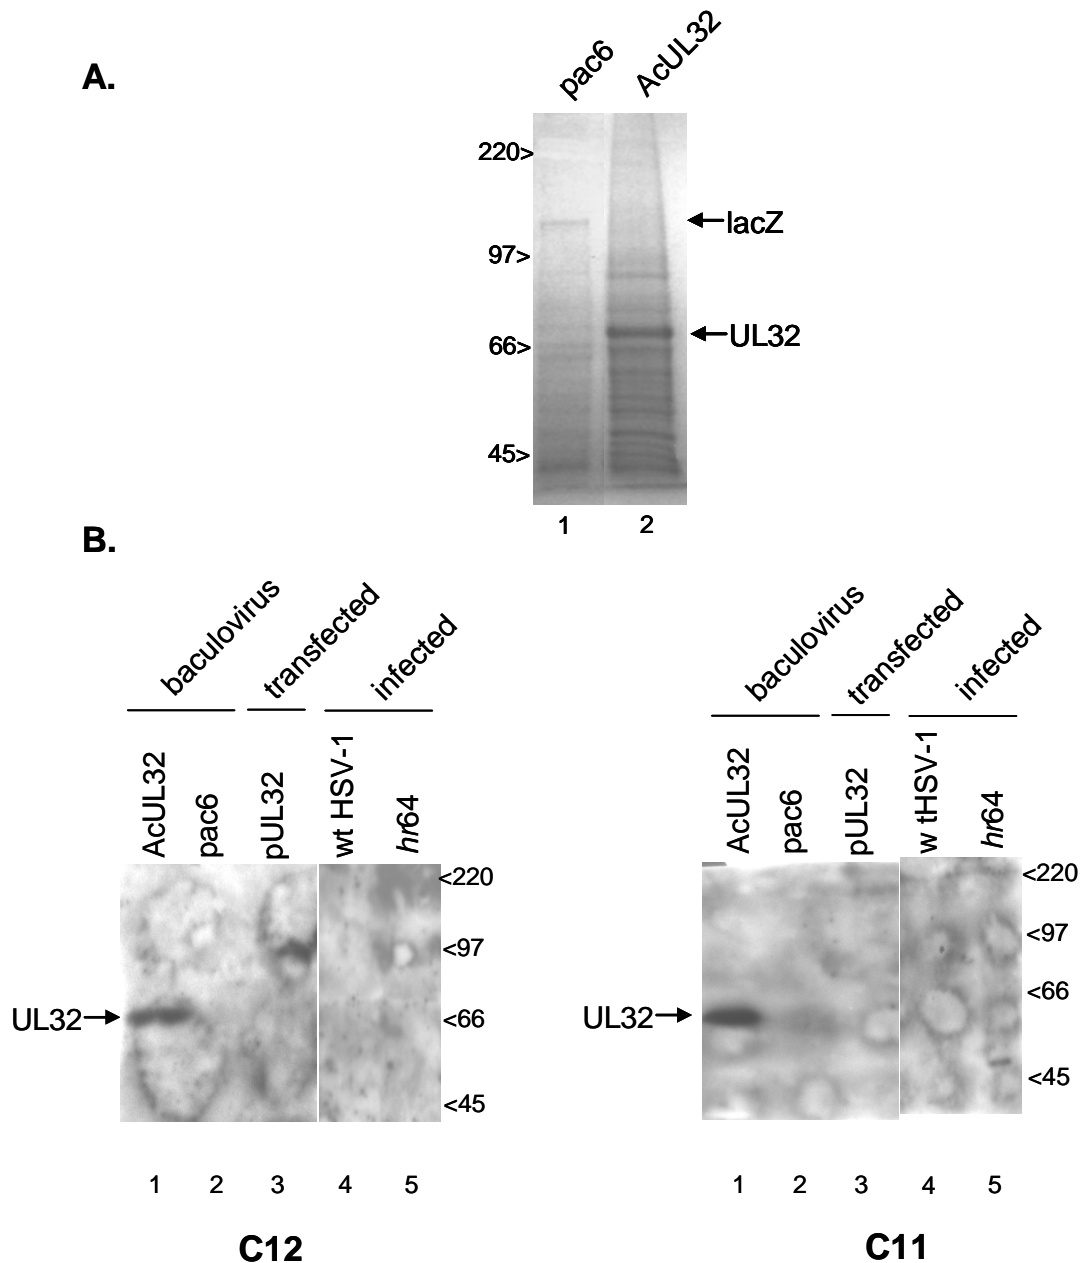 A.
pac6 AcUL32
220>
lacZ
97>
UL32
66>
45>
1 2
B.
baculovirus transfected infected
AcUL32 pac6 pUL32 wt HSV-1 hr64
<220
<97
UL32
<66
<45
1 2 3 4 5
C12
baculovirus transfected infected
AcUL32 pac6 pUL32 w tHSV-1 hr64
<220
<97
<66
UL32
<45
1 2 3 4 5
C11